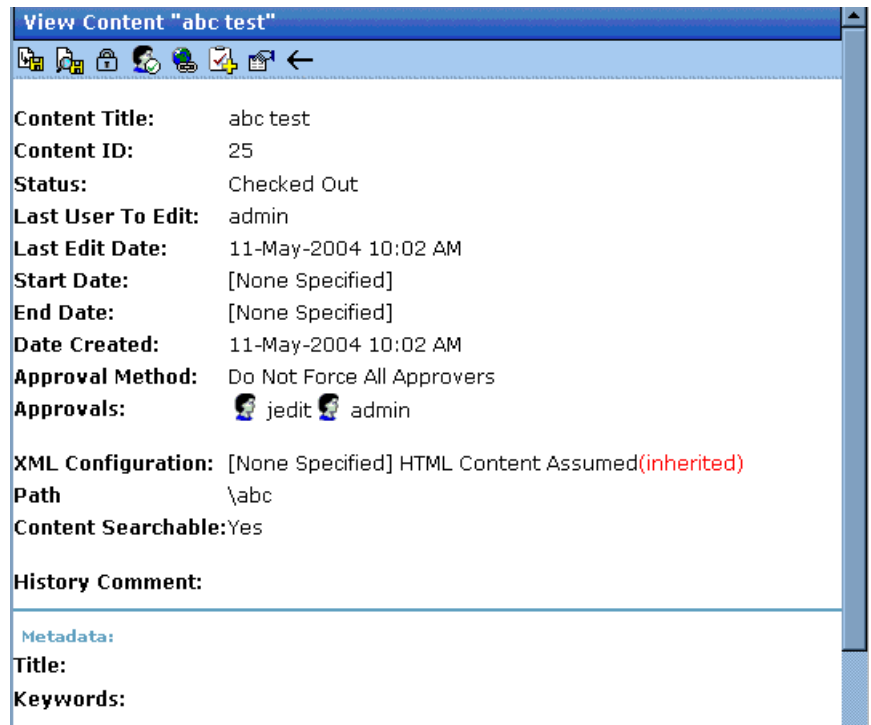 View Content "abc test"
Content Title: abc test
Content ID: 25
Status: Checked Out
Last User To Edit: admin
Last Edit Date: 11-May-2004 10:02 AM
Start Date: [None Specified]
End Date: [None Specified]
Date Created: 11-May-2004 10:02 AM
Approval Method: Do Not Force All Approvers
Approvals: jedit admin
XML Configuration: [None Specified] HTML Content Assumed(inherited)
Path \abc
Content Searchable:Yes
History Comment:
Metadata:
Title:
Keywords: